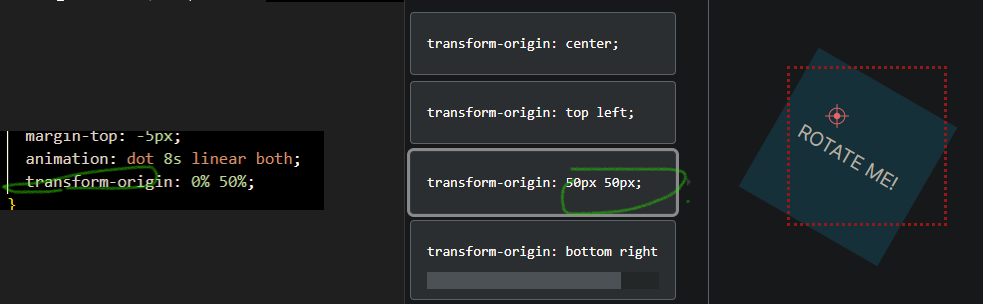 margin-top: -5px;
animation: dot 8s linear both;
transform-origin: 0% 50%;
}
transform-origin: center;
transform-origin: top left;
transform-origin: 50px 50px;
transform-origin: bottom right
ROTATE ME!